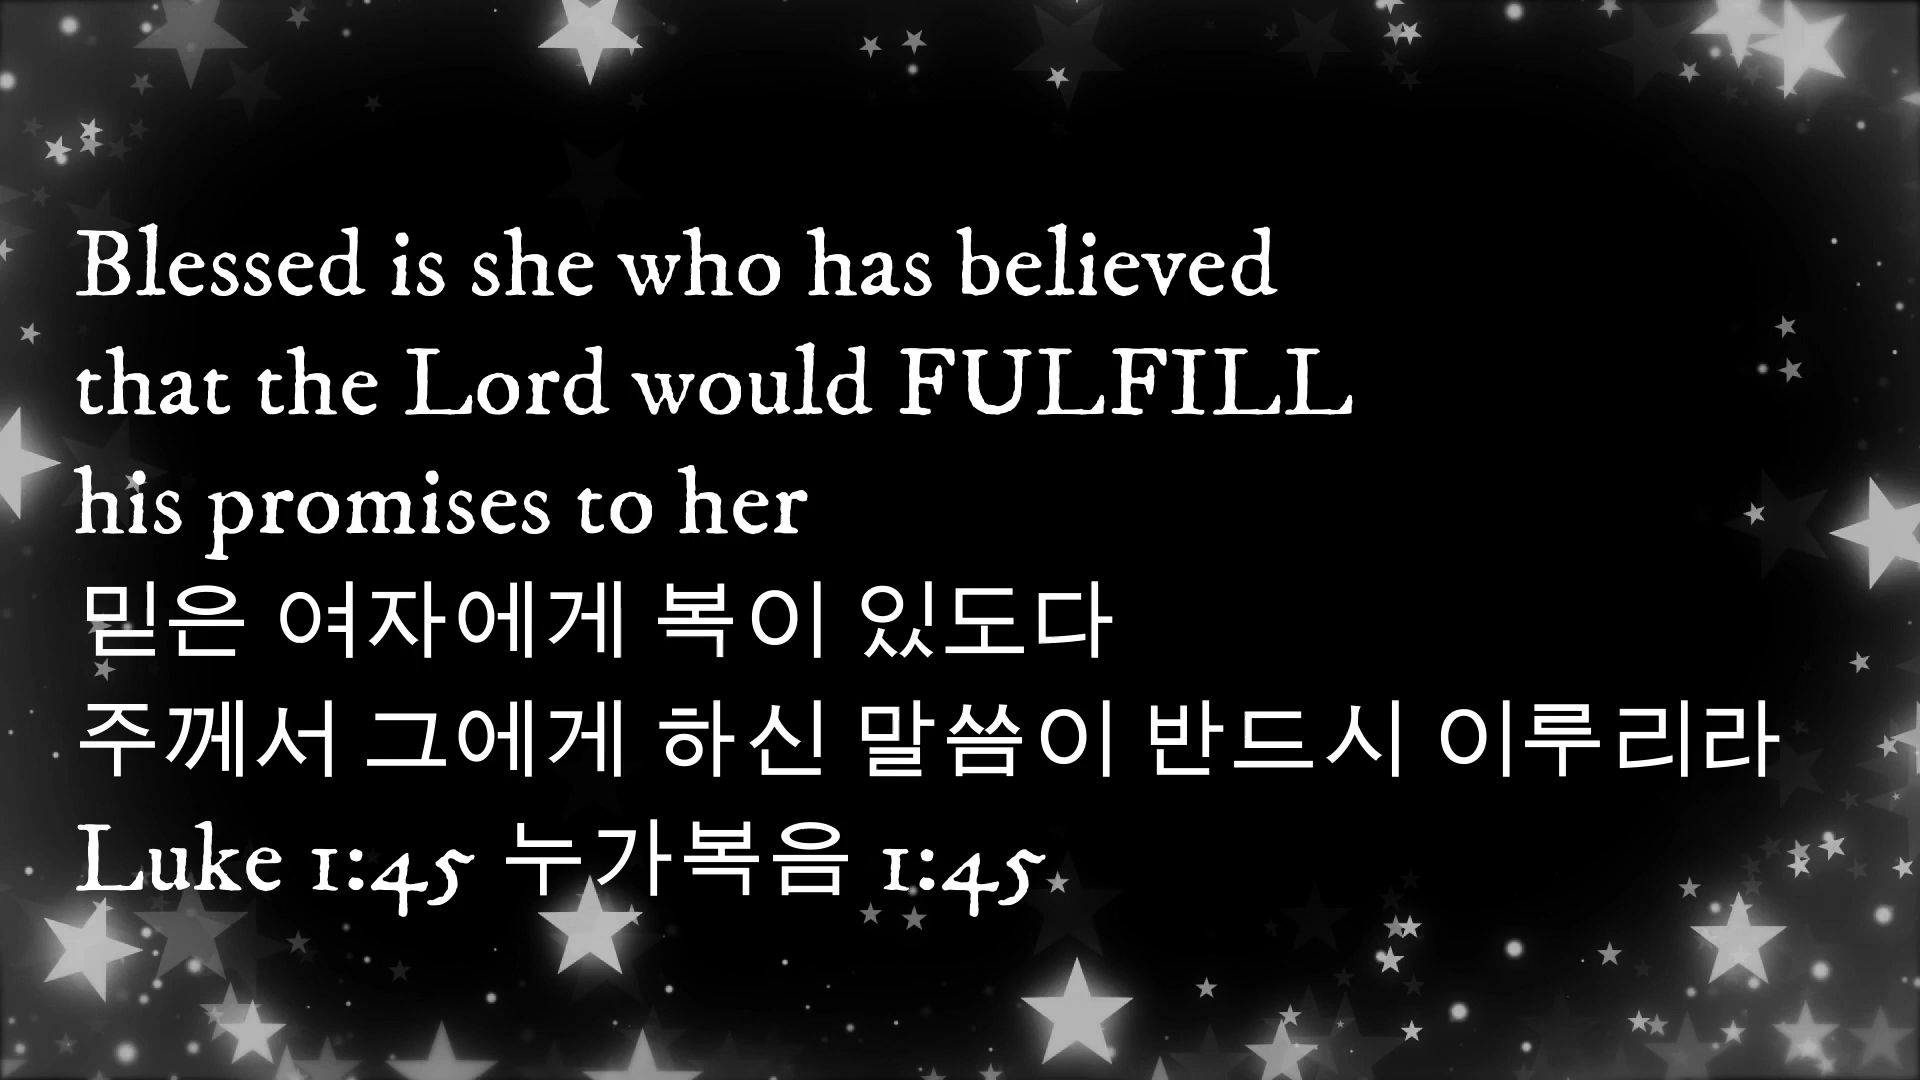 Blessed is she who has believed
that the Lord would FULFILL
his promises to her
믿은 여자에게 복이 있도다
주께서 그에게 하신 말씀이 반드시 이루리라
Luke 1:45 누가복음 1:45